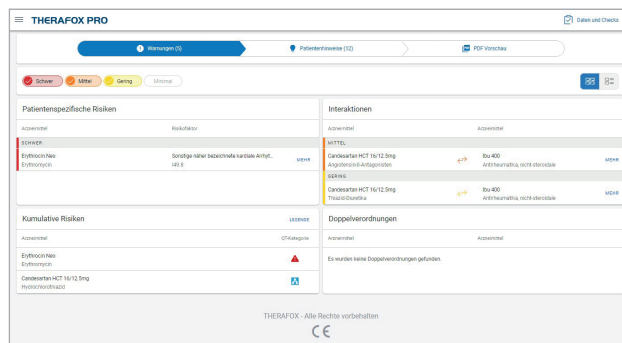 THERAFOX PRO
Daten und Checks
Warnungen (5)
Patientenhinweise (12)
PDF Vorschau
Schwer
Mittel
Gering
Minimal
Patientenspezifische Risiken
Arzneimittel
Risikofaktor
SCHWER
Erythrocin Neo
Sonstige näher bezeichnete kardiale Arrhyt..
MEHR
Erythromycin
I49.8
Interaktionen
Arzneimittel
Arzneimittel
MITTEL
Candesartan HCT 16/12.5mg
Ibu 400
MEHR
Angiotensin-II-Antagonisten
Antirheumatika, nicht-steroidale
GERING
Candesartan HCT 16/12.5mg
Ibu 400
MEHR
Thiazid-Diuretika
Antirheumatika, nicht-steroidale
Kumulative Risiken
LEGENDE
Arzneimittel
QT-Kategorie
Erythrocin Neo
Erythromycin
Candesartan HCT 16/12.5mg
Hydrochlorothiazid
Doppelverordnungen
Arzneimittel
Arzneimittel
Es wurden keine Doppelverordnungen gefunden.
THERAFOX - Alle Rechte vorbehalten
CE